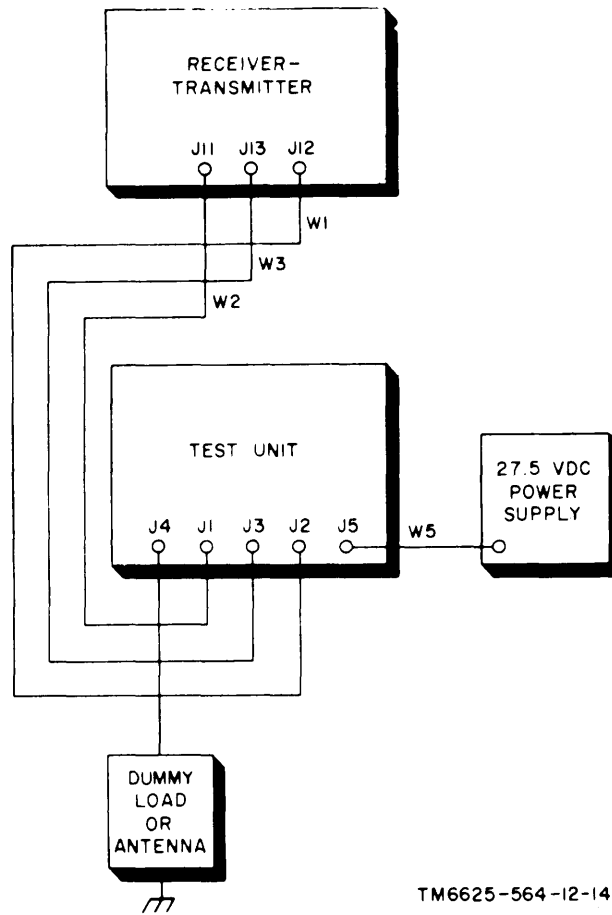 RECEIVER-
TRANSMITTER
J11 J13 J12
W1
W3
W2
TEST UNIT
J4 J1 J3 J2 J5
W5
27.5 VDC
POWER
SUPPLY
DUMMY
LOAD
OR
ANTENNA
TM6625-564-12-14